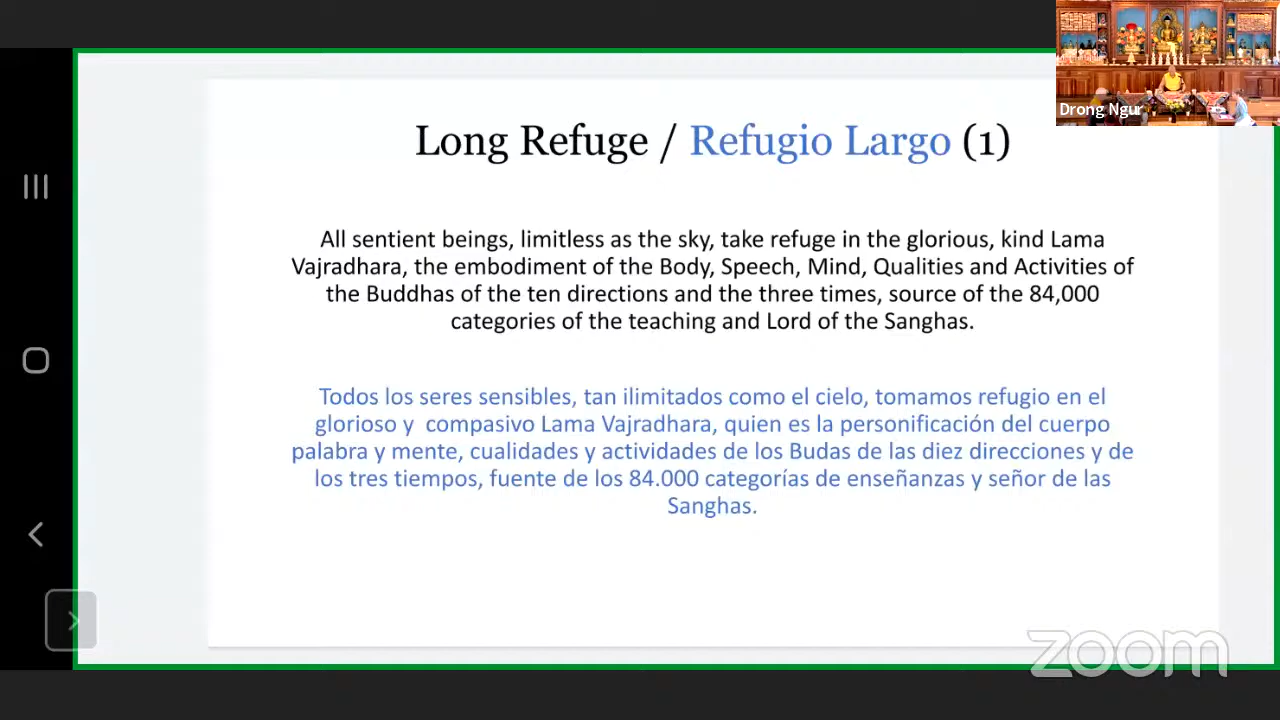 Drong Ngur
Long Refuge / Refugio Largo (1)
All sentient beings, limitless as the sky, take refuge in the glorious, kind Lama
Vajradhara, the embodiment of the Body, Speech, Mind, Qualities and Activities of
the Buddhas of the ten directions and the three times, source of the 84,000
categories of the teaching and Lord of the Sanghas.
Todos los seres sensibles, tan ilimitados como el cielo, tomamos refugio en el
glorioso y  compasivo Lama Vajradhara, quien es la personificación del cuerpo
palabra y mente, cualidades y actividades de los Budas de las diez direcciones y de
los tres tiempos, fuente de los 84.000 categorías de enseñanzas y señor de las
Sanghas.
zoom